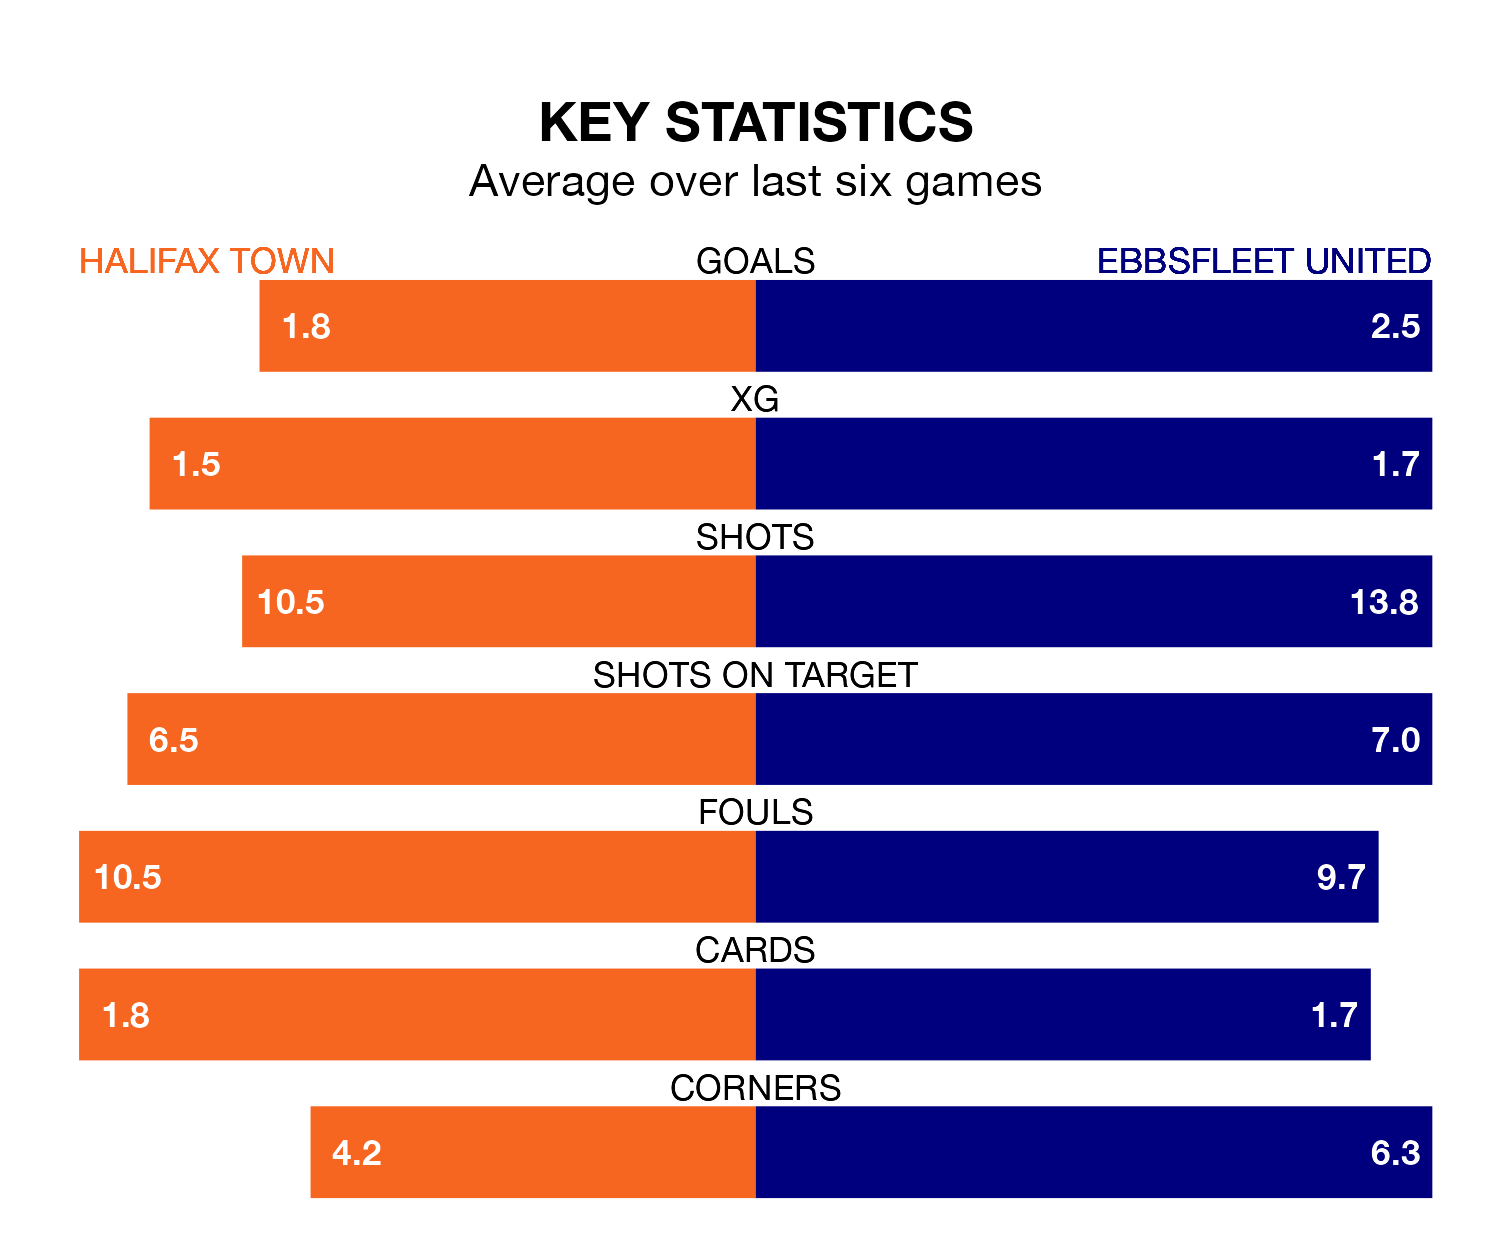 KEY STATISTICS
Average over last six games
HALIFAX TOWN GOALS EBBSFLEET UNITED
1.8 2.5
XG
1.5 1.7
SHOTS
10.5 13.8
SHOTS ON TARGET
6.5 7.0
FOULS
10.5 9.7
CARDS
1.8 1.7
CORNERS
4.2 6.3